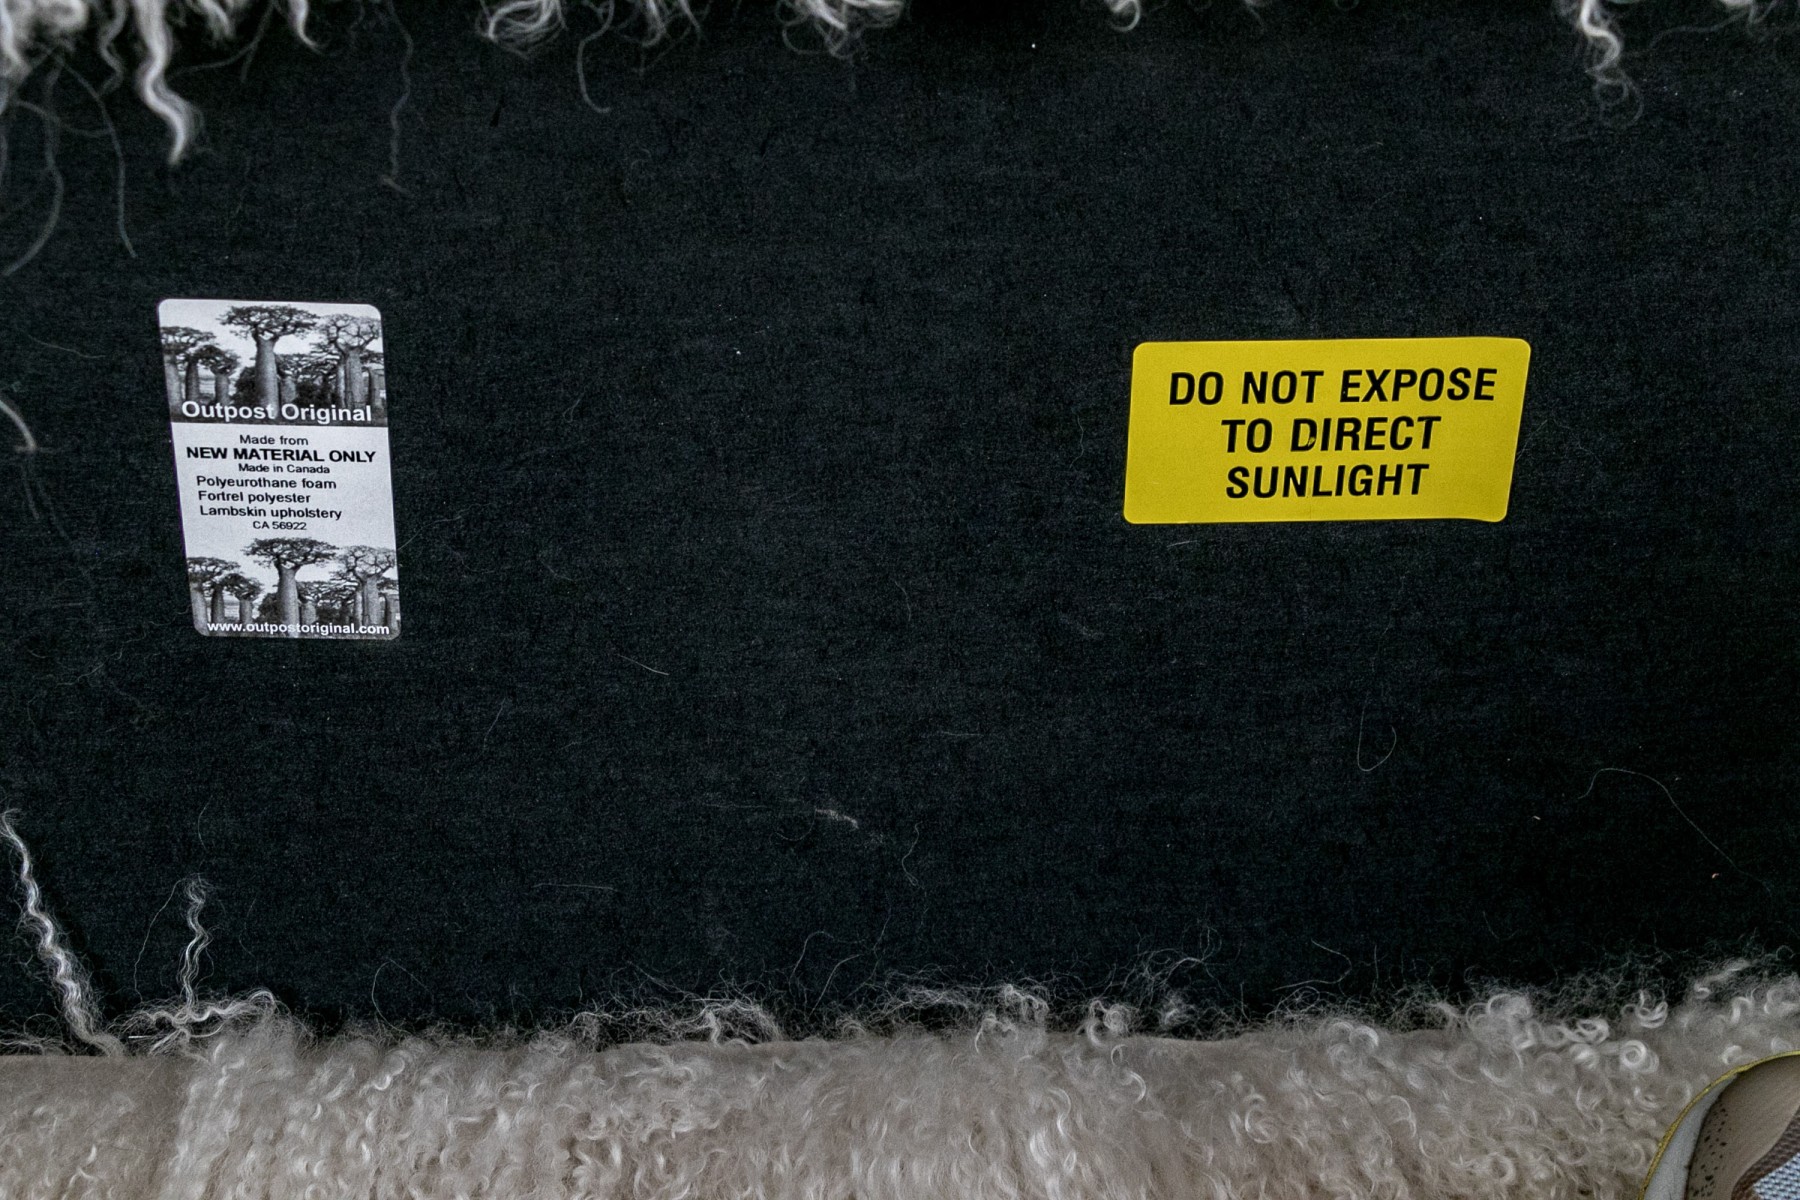 Outpost Original
Made from
NEW MATERIAL ONLY
Made in Canada
Polyeurothane foam
Fortrel polyester
Lambskin upholstery
CA 56922
www.outpostoriginal.com
DO NOT EXPOSE
TO DIRECT
SUNLIGHT